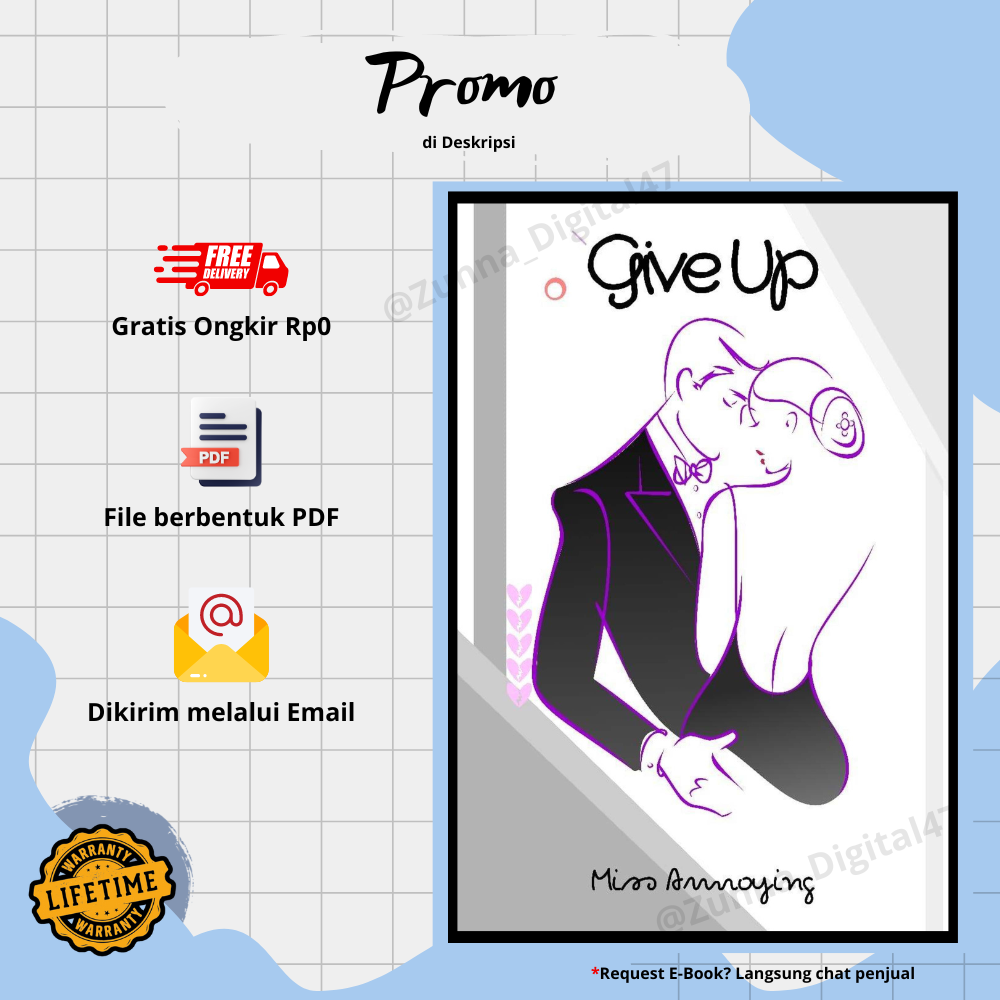 Promo
di Deskripsi
FREE
DELIVERY
Gratis Ongkir Rp0
PDF
File berbentuk PDF
@
Dikirim melalui Email
WARRANTY
LIFETIME
WARRANTY
@Zunna_Digital47
Give Up
Miss Annoying
@Zunna_Digital47
*Request E-Book? Langsung chat penjual